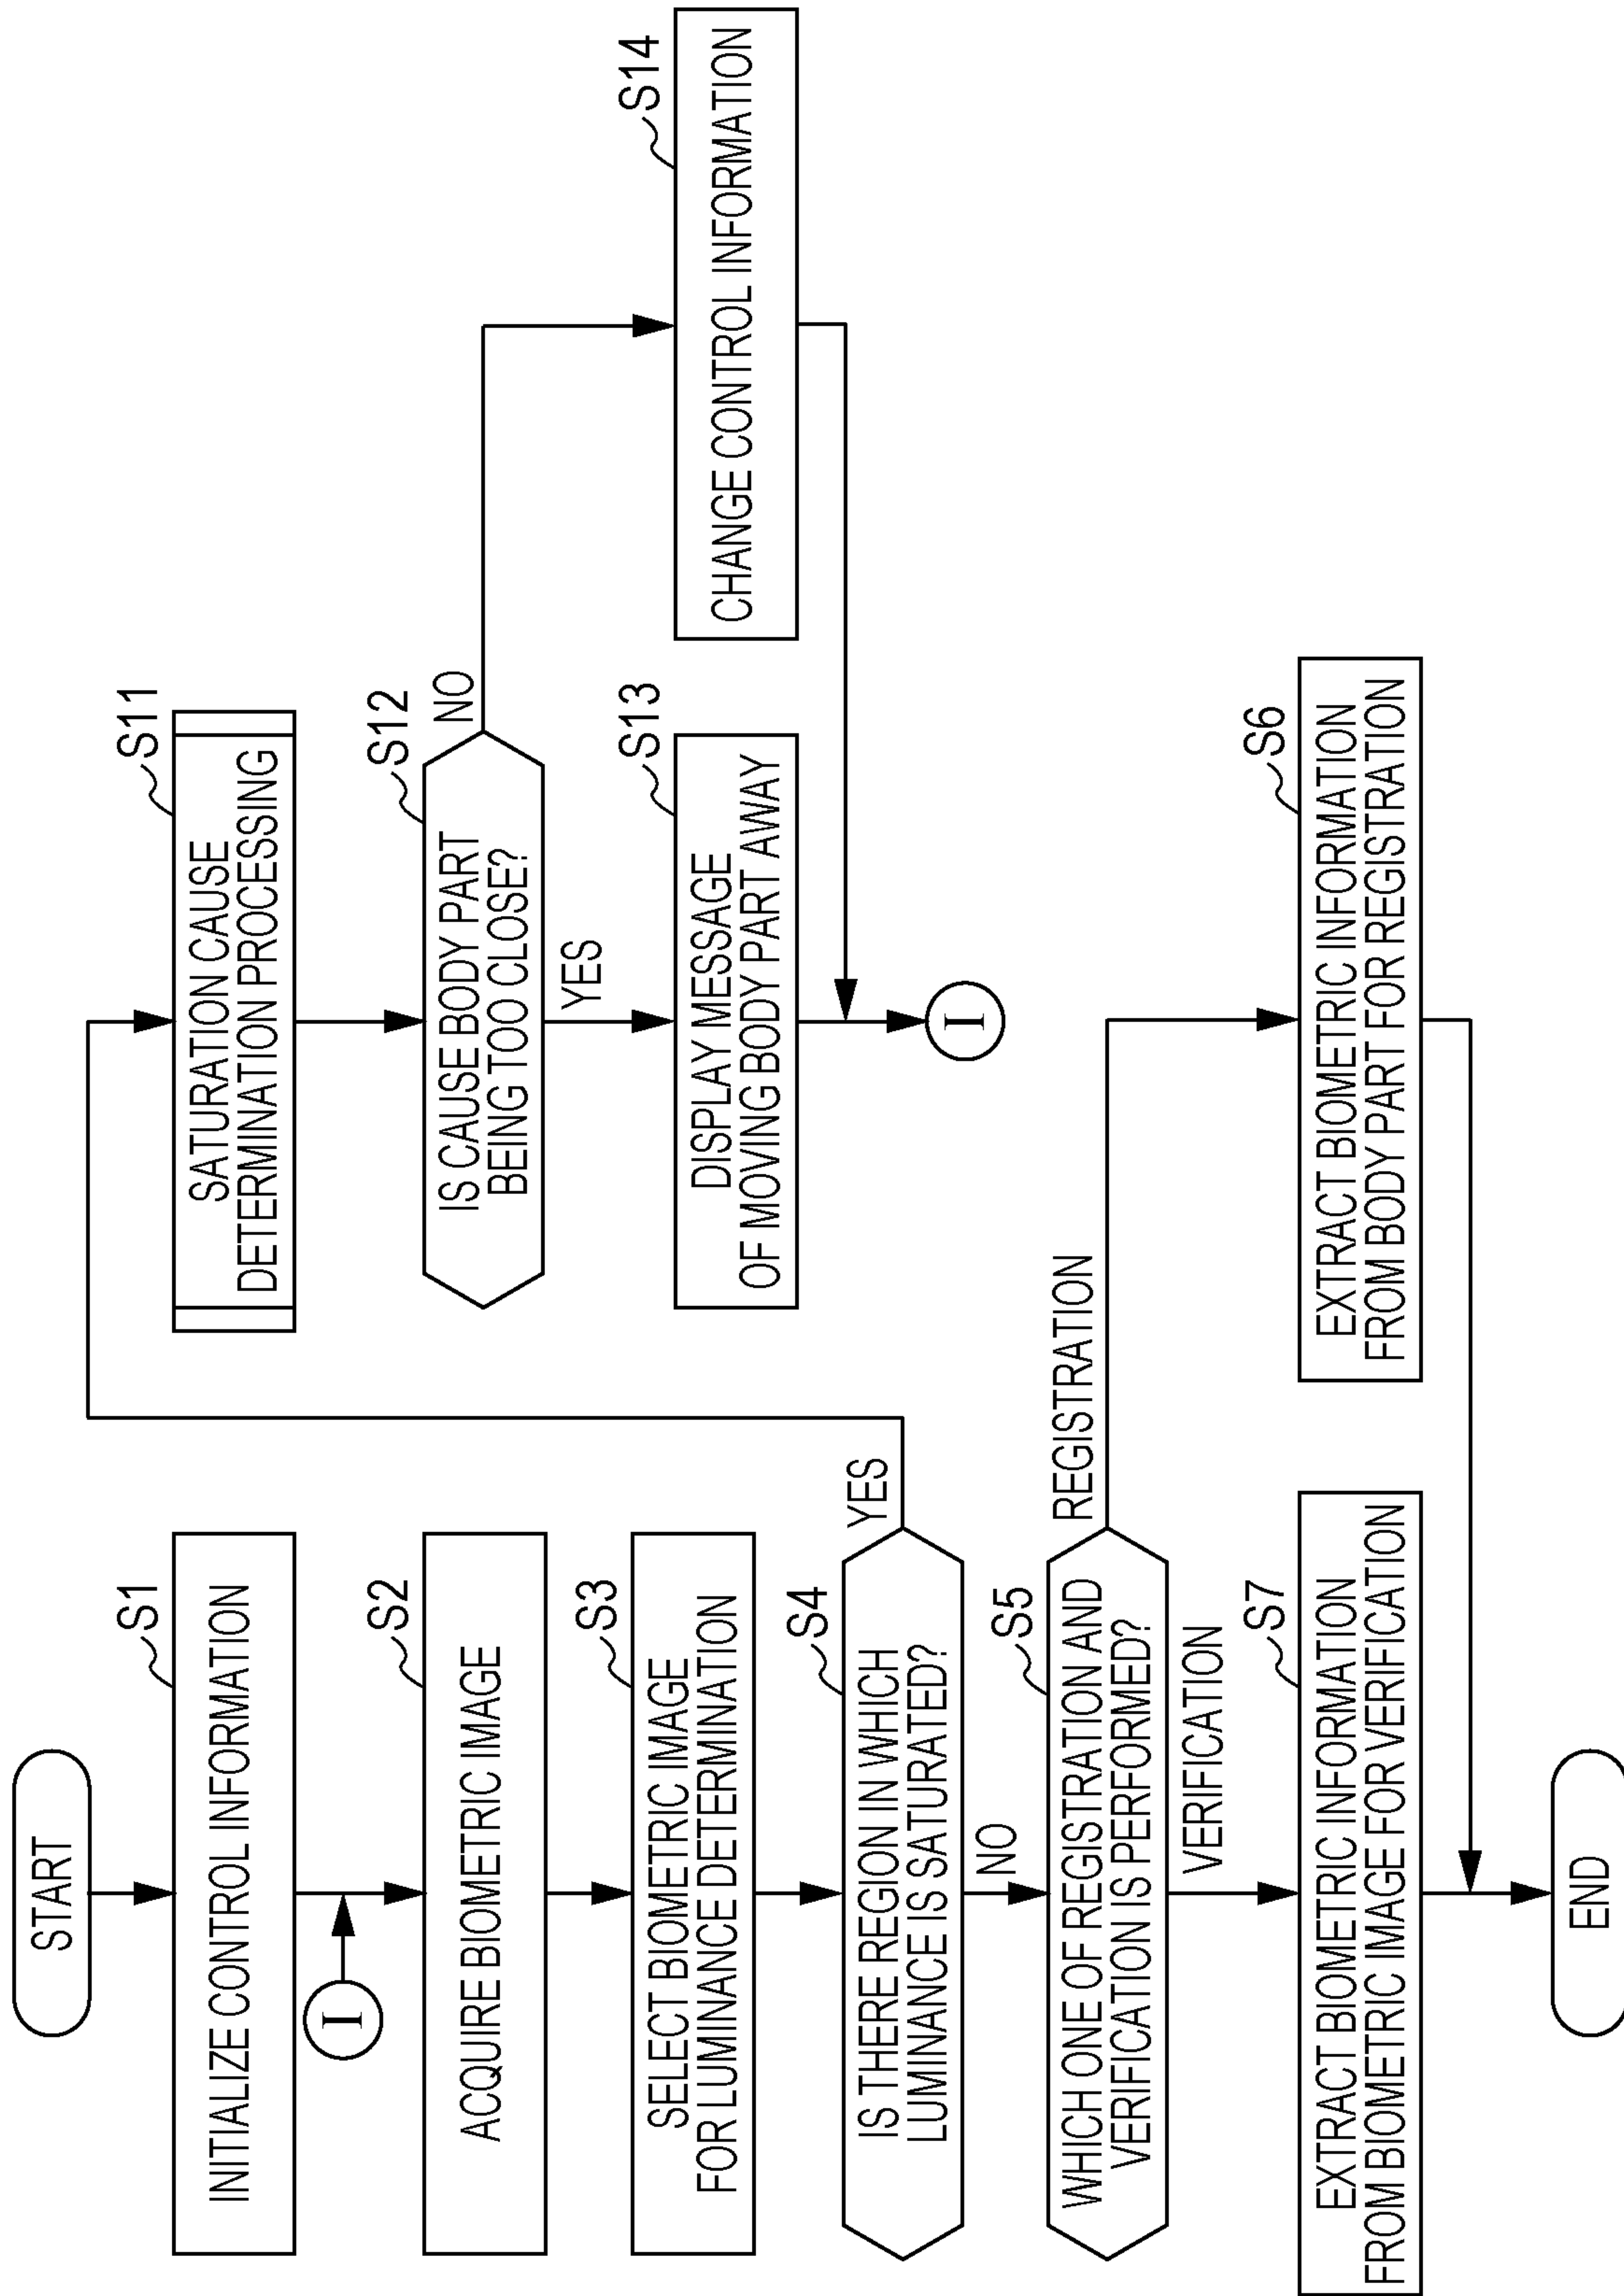 START
S1
INITIALIZE CONTROL INFORMATION
I
S2
ACQUIRE BIOMETRIC IMAGE
S3
SELECT BIOMETRIC IMAGE
FOR LUMINANCE DETERMINATION
S4
IS THERE REGION IN WHICH
LUMINANCE IS SATURATED?
YES
NO
S5
WHICH ONE OF REGISTRATION AND
VERIFICATION IS PERFORMED?
REGISTRATION
VERIFICATION
S7
EXTRACT BIOMETRIC INFORMATION
FROM BIOMETRIC IMAGE FOR VERIFICATION
END
S11
SATURATION CAUSE
DETERMINATION PROCESSING
S12
IS CAUSE BODY PART
BEING TOO CLOSE?
NO
YES
S13
DISPLAY MESSAGE
OF MOVING BODY PART AWAY
S14
CHANGE CONTROL INFORMATION
I
S6
EXTRACT BIOMETRIC INFORMATION
FROM BODY PART FOR REGISTRATION